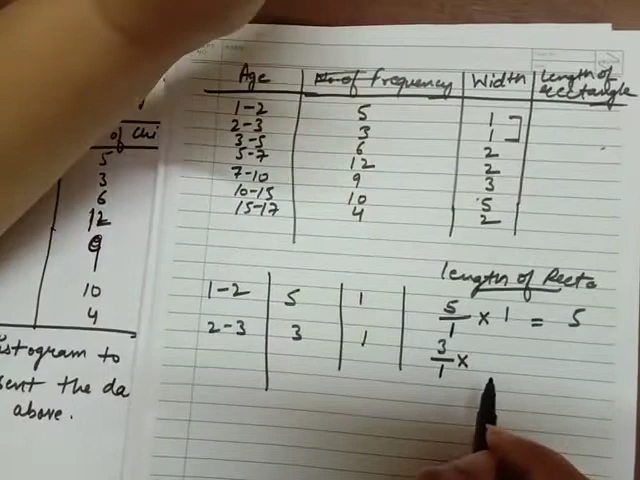 Age Frequency Width Length of Rectangle
1-2 5 1
2-3 3 1
3-5 6 2
5-7 12 2
7-10 9 3
10-15 10 5
15-17 4 2
of Chi
5
3
6
12
9
10
4
histogram to
sent the da
above.
length of Recta
1-2 5 1 5/1 × 1 = 5
2-3 3 1 3/1 ×